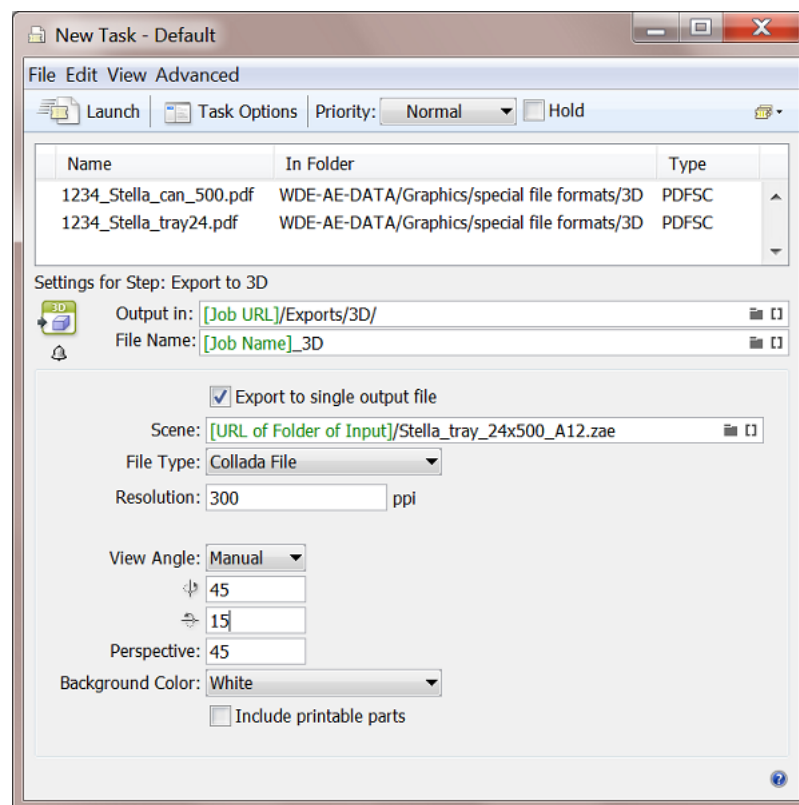 New Task - Default
File Edit View Advanced
Launch Task Options Priority: Normal Hold
Name In Folder Type
1234_Stella_can_500.pdf WDE-AE-DATA/Graphics/special file formats/3D PDFSC
1234_Stella_tray24.pdf WDE-AE-DATA/Graphics/special file formats/3D PDFSC
Settings for Step: Export to 3D
3D
Output in: [Job URL]/Exports/3D/
File Name: [Job Name]_3D
Export to single output file
Scene: [URL of Folder of Input]/Stella_tray_24x500_A12.zae
File Type: Collada File
Resolution: 300 ppi
View Angle: Manual
45
15
Perspective: 45
Background Color: White
Include printable parts